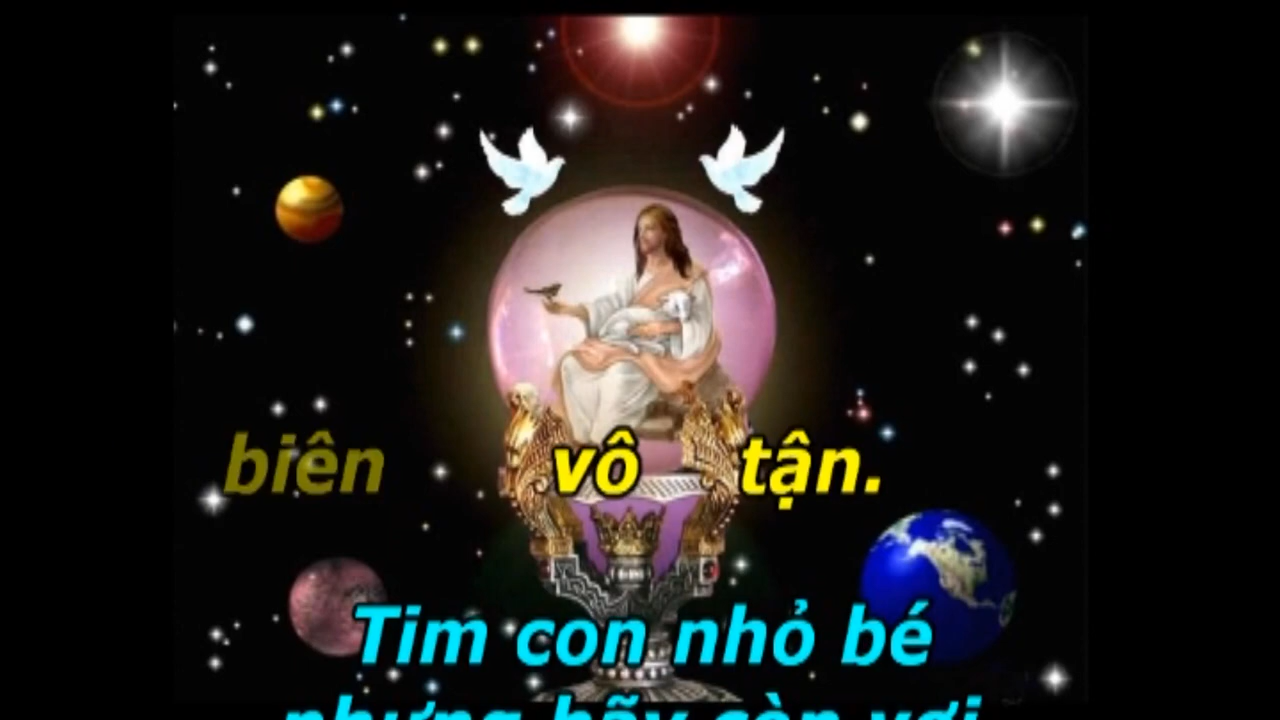 biên vô tận.
Tim con nhỏ bé
nhưng hãy còn vơi